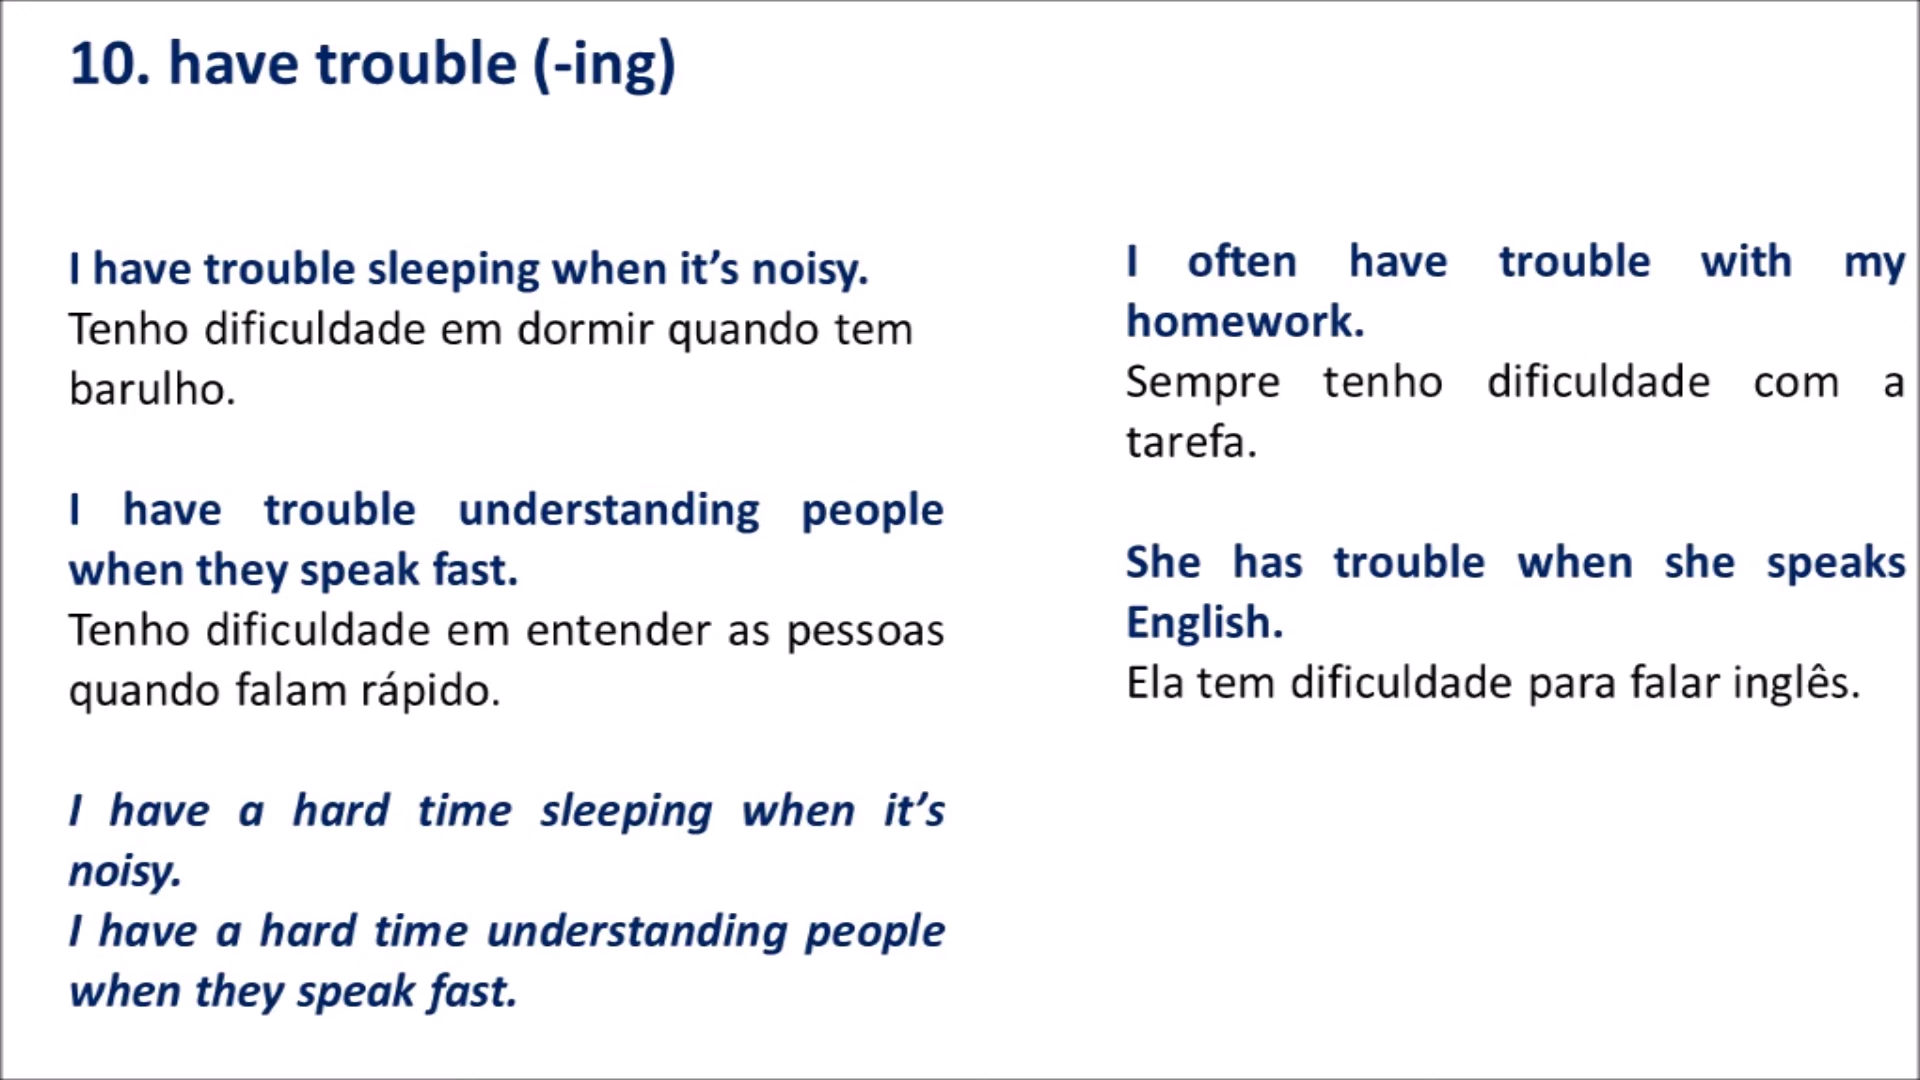 10. have trouble (-ing)
I have trouble sleeping when it’s noisy.
Tenho dificuldade em dormir quando tem
barulho.
I have trouble understanding people
when they speak fast.
Tenho dificuldade em entender as pessoas
quando falam rápido.
I have a hard time sleeping when it’s
noisy.
I have a hard time understanding people
when they speak fast.
I often have trouble with my
homework.
Sempre tenho dificuldade com a
tarefa.
She has trouble when she speaks
English.
Ela tem dificuldade para falar inglês.